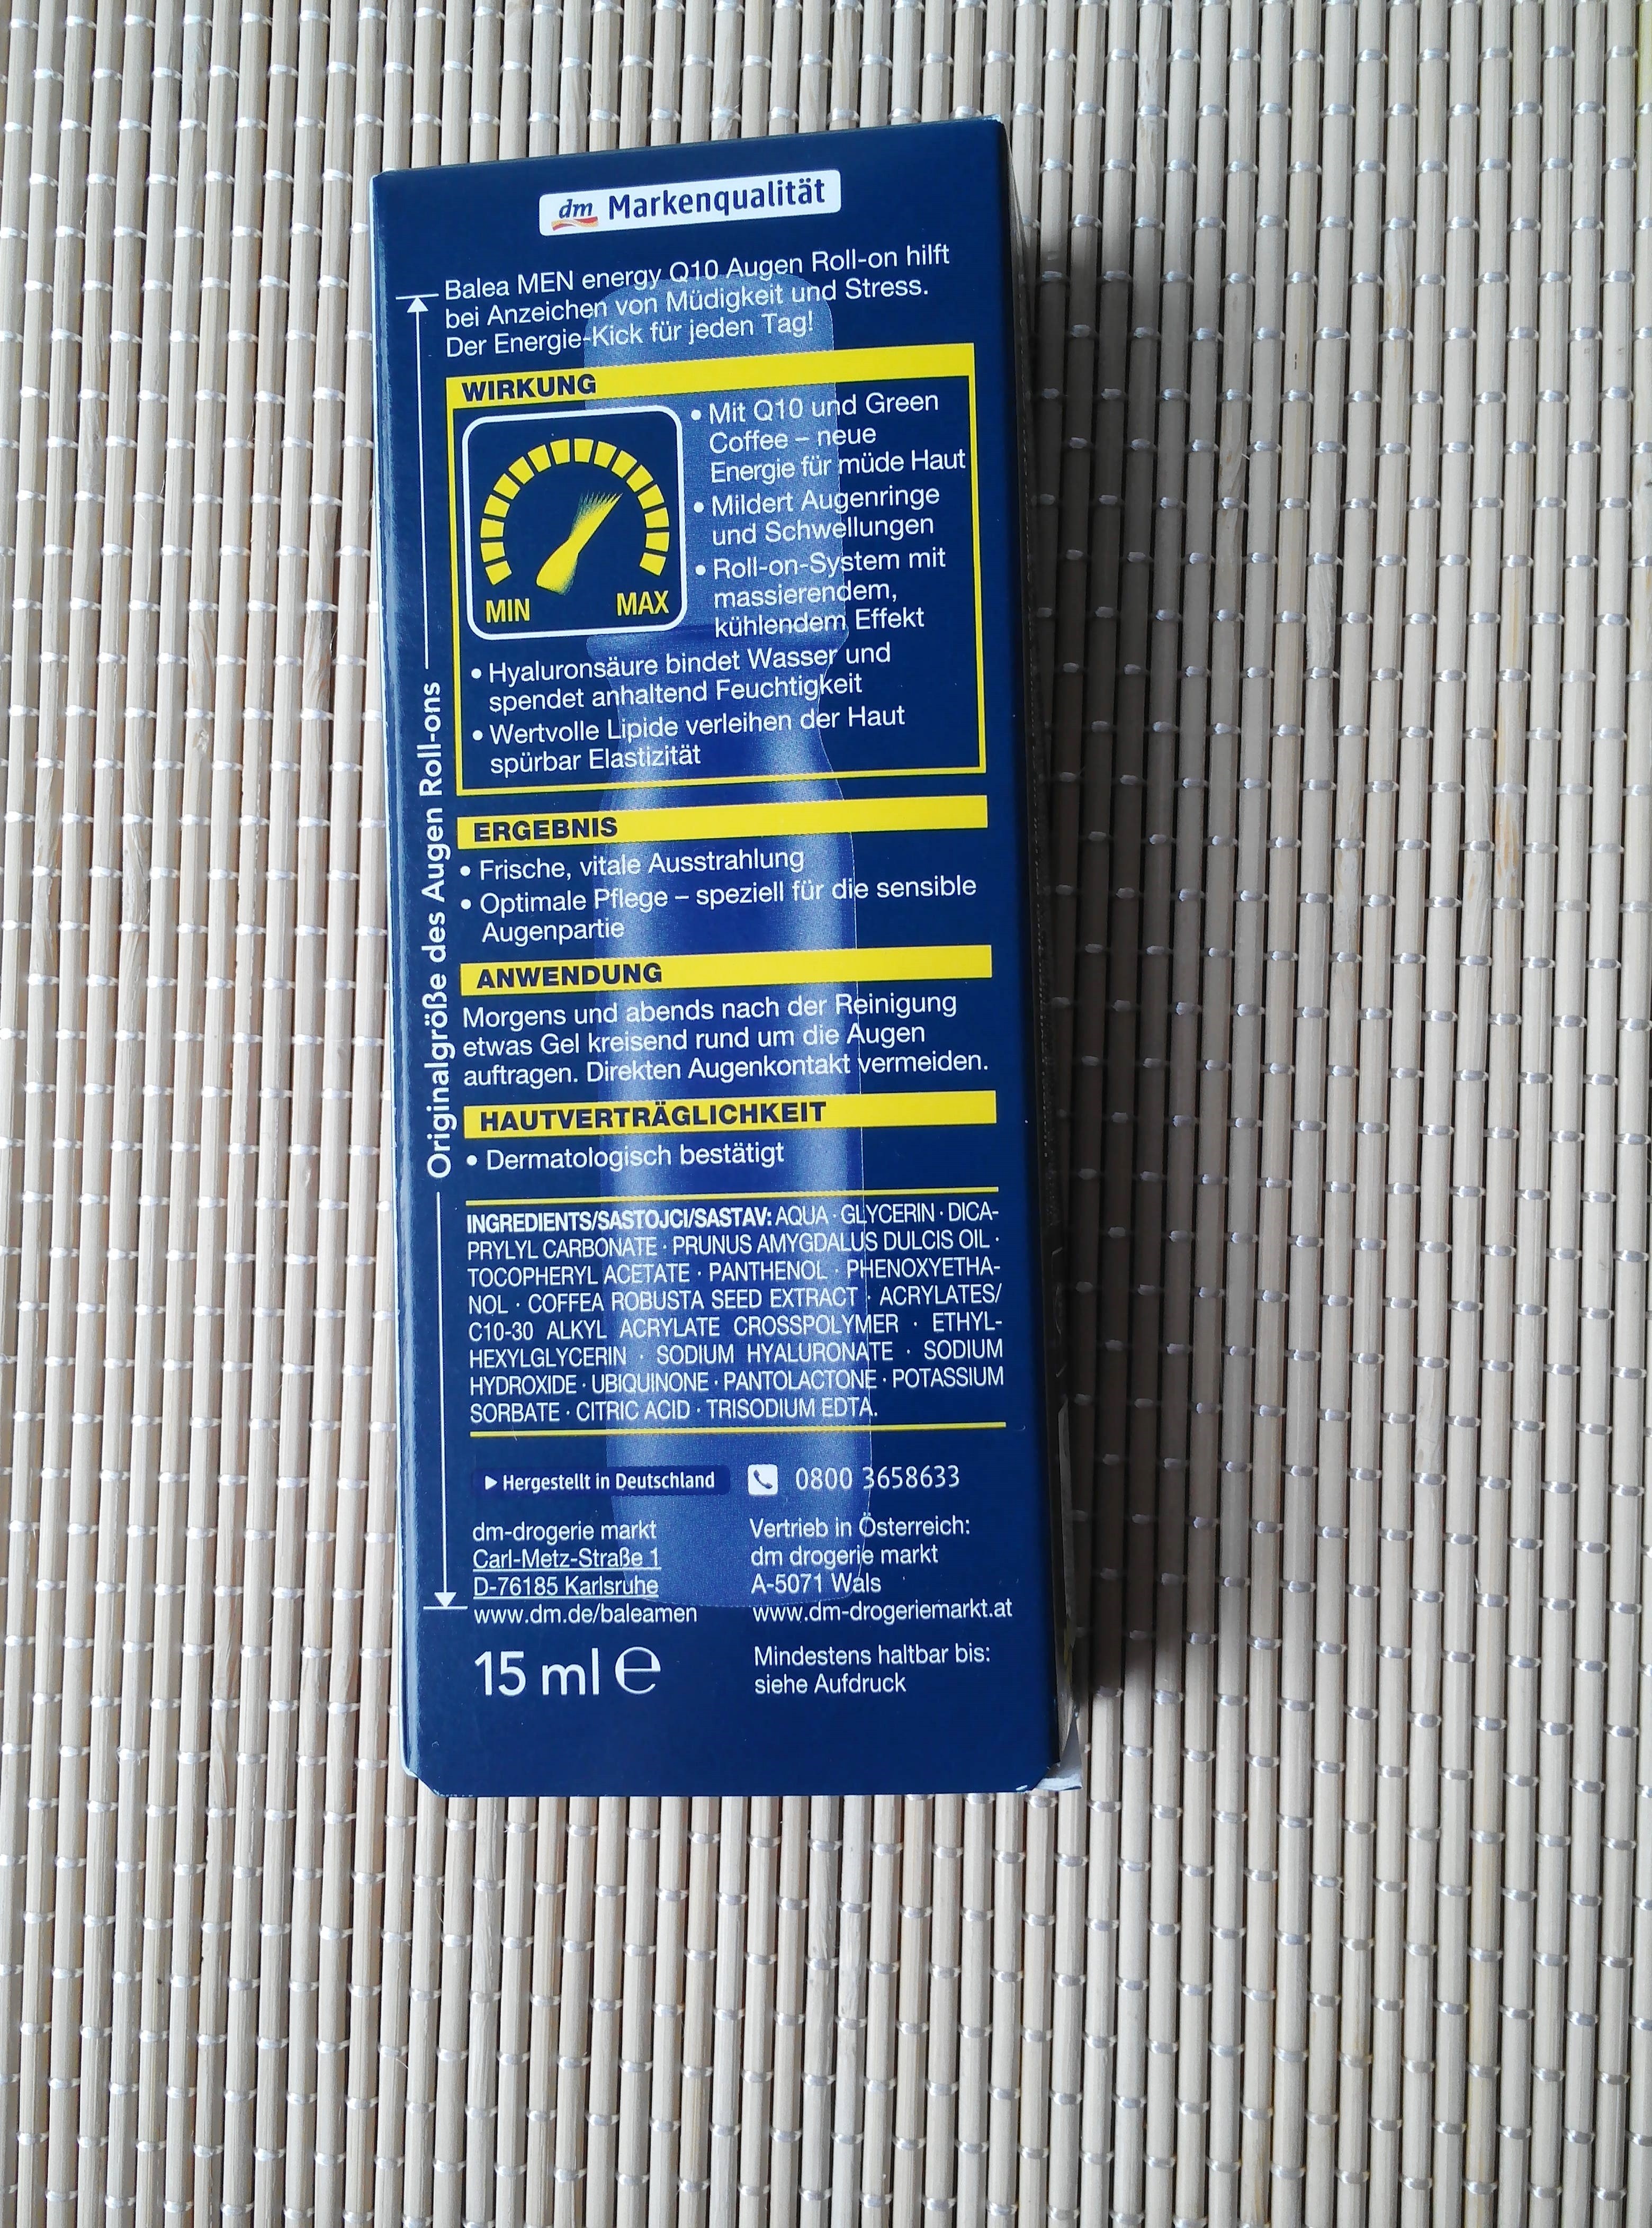 dm Markenqualität
Balea MEN energy Q10 Augen Roll-on hilft
bei Anzeichen von Müdigkeit und Stress.
Der Energie-Kick für jeden Tag!
Originalgröße des Augen Roll-ons
WIRKUNG
MIN MAX
• Mit Q10 und Green
Coffee – neue
Energie für müde Haut
• Mildert Augenringe
und Schwellungen
• Roll-on-System mit
massierendem,
kühlendem Effekt
• Hyaluronsäure bindet Wasser und
spendet anhaltend Feuchtigkeit
• Wertvolle Lipide verleihen der Haut
spürbar Elastizität
ERGEBNIS
• Frische, vitale Ausstrahlung
• Optimale Pflege – speziell für die sensible
Augenpartie
ANWENDUNG
Morgens und abends nach der Reinigung
etwas Gel kreisend rund um die Augen
auftragen. Direkten Augenkontakt vermeiden.
HAUTVERTRÄGLICHKEIT
• Dermatologisch bestätigt
INGREDIENTS/SASTOJCI/SASTAV: AQUA · GLYCERIN · DICA-
PRYLYL CARBONATE · PRUNUS AMYGDALUS DULCIS OIL ·
TOCOPHERYL ACETATE · PANTHENOL · PHENOXYETHA-
NOL · COFFEA ROBUSTA SEED EXTRACT · ACRYLATES/
C10-30 ALKYL ACRYLATE CROSSPOLYMER · ETHYL-
HEXYLGLYCERIN · SODIUM HYALURONATE · SODIUM
HYDROXIDE · UBIQUINONE · PANTOLACTONE · POTASSIUM
SORBATE · CITRIC ACID · TRISODIUM EDTA.
Hergestellt in Deutschland
0800 3658633
dm-drogerie markt
Carl-Metz-Straße 1
D-76185 Karlsruhe
www.dm.de/baleamen
15 ml e
Vertrieb in Österreich:
dm drogerie markt
A-5071 Wals
www.dm-drogeriemarkt.at
Mindestens haltbar bis:
siehe Aufdruck